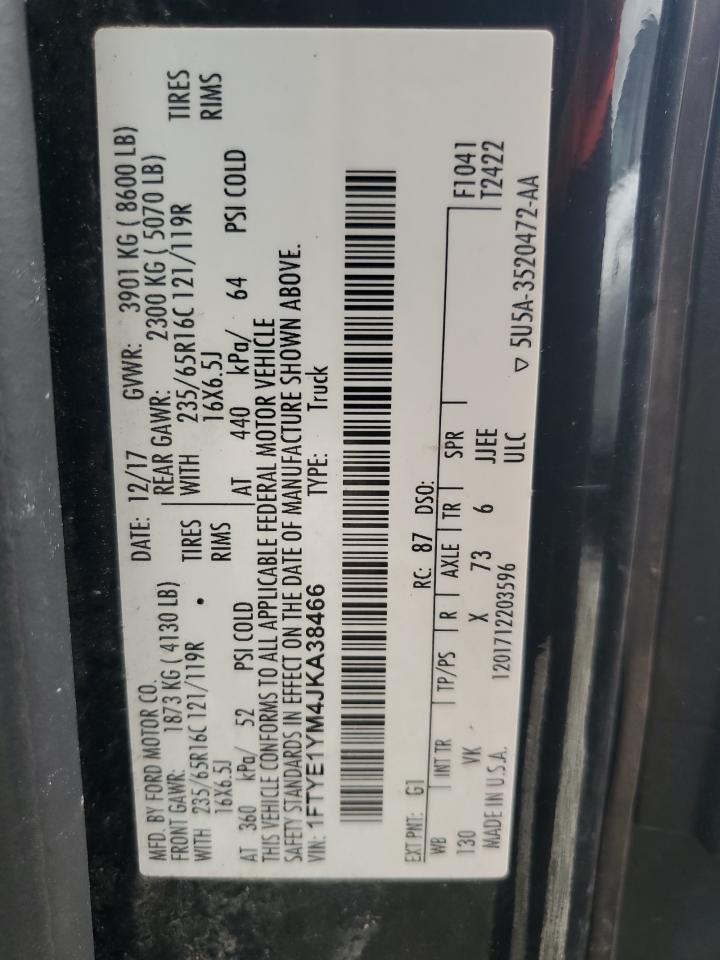 MFD. BY FORD MOTOR CO.
DATE: 12/17 GVWR: 3901 KG ( 8600 LB)
FRONT GAWR: 1873 KG ( 4130 LB)
REAR GAWR: 2300 KG ( 5070 LB)
WITH 235/65R16C 121/119R TIRES
WITH 235/65R16C 121/119R TIRES
16X6.5J RIMS
16X6.5J RIMS
AT 360 kPa/ 52 PSI COLD
AT 440 kPa/ 64 PSI COLD
THIS VEHICLE CONFORMS TO ALL APPLICABLE FEDERAL MOTOR VEHICLE
SAFETY STANDARDS IN EFFECT ON THE DATE OF MANUFACTURE SHOWN ABOVE.
VIN: 1FTYE1YM4JKA38466 TYPE: Truck
EXT PNT: G1 RC: 87 DSO:
WB INT TR TP/PS R AXLE TR SPR F1041
T2422
130 VK X 73 6 JJEE
MADE IN U.S.A. 1201712203596 ULC
▽ 5U5A-3520472-AA